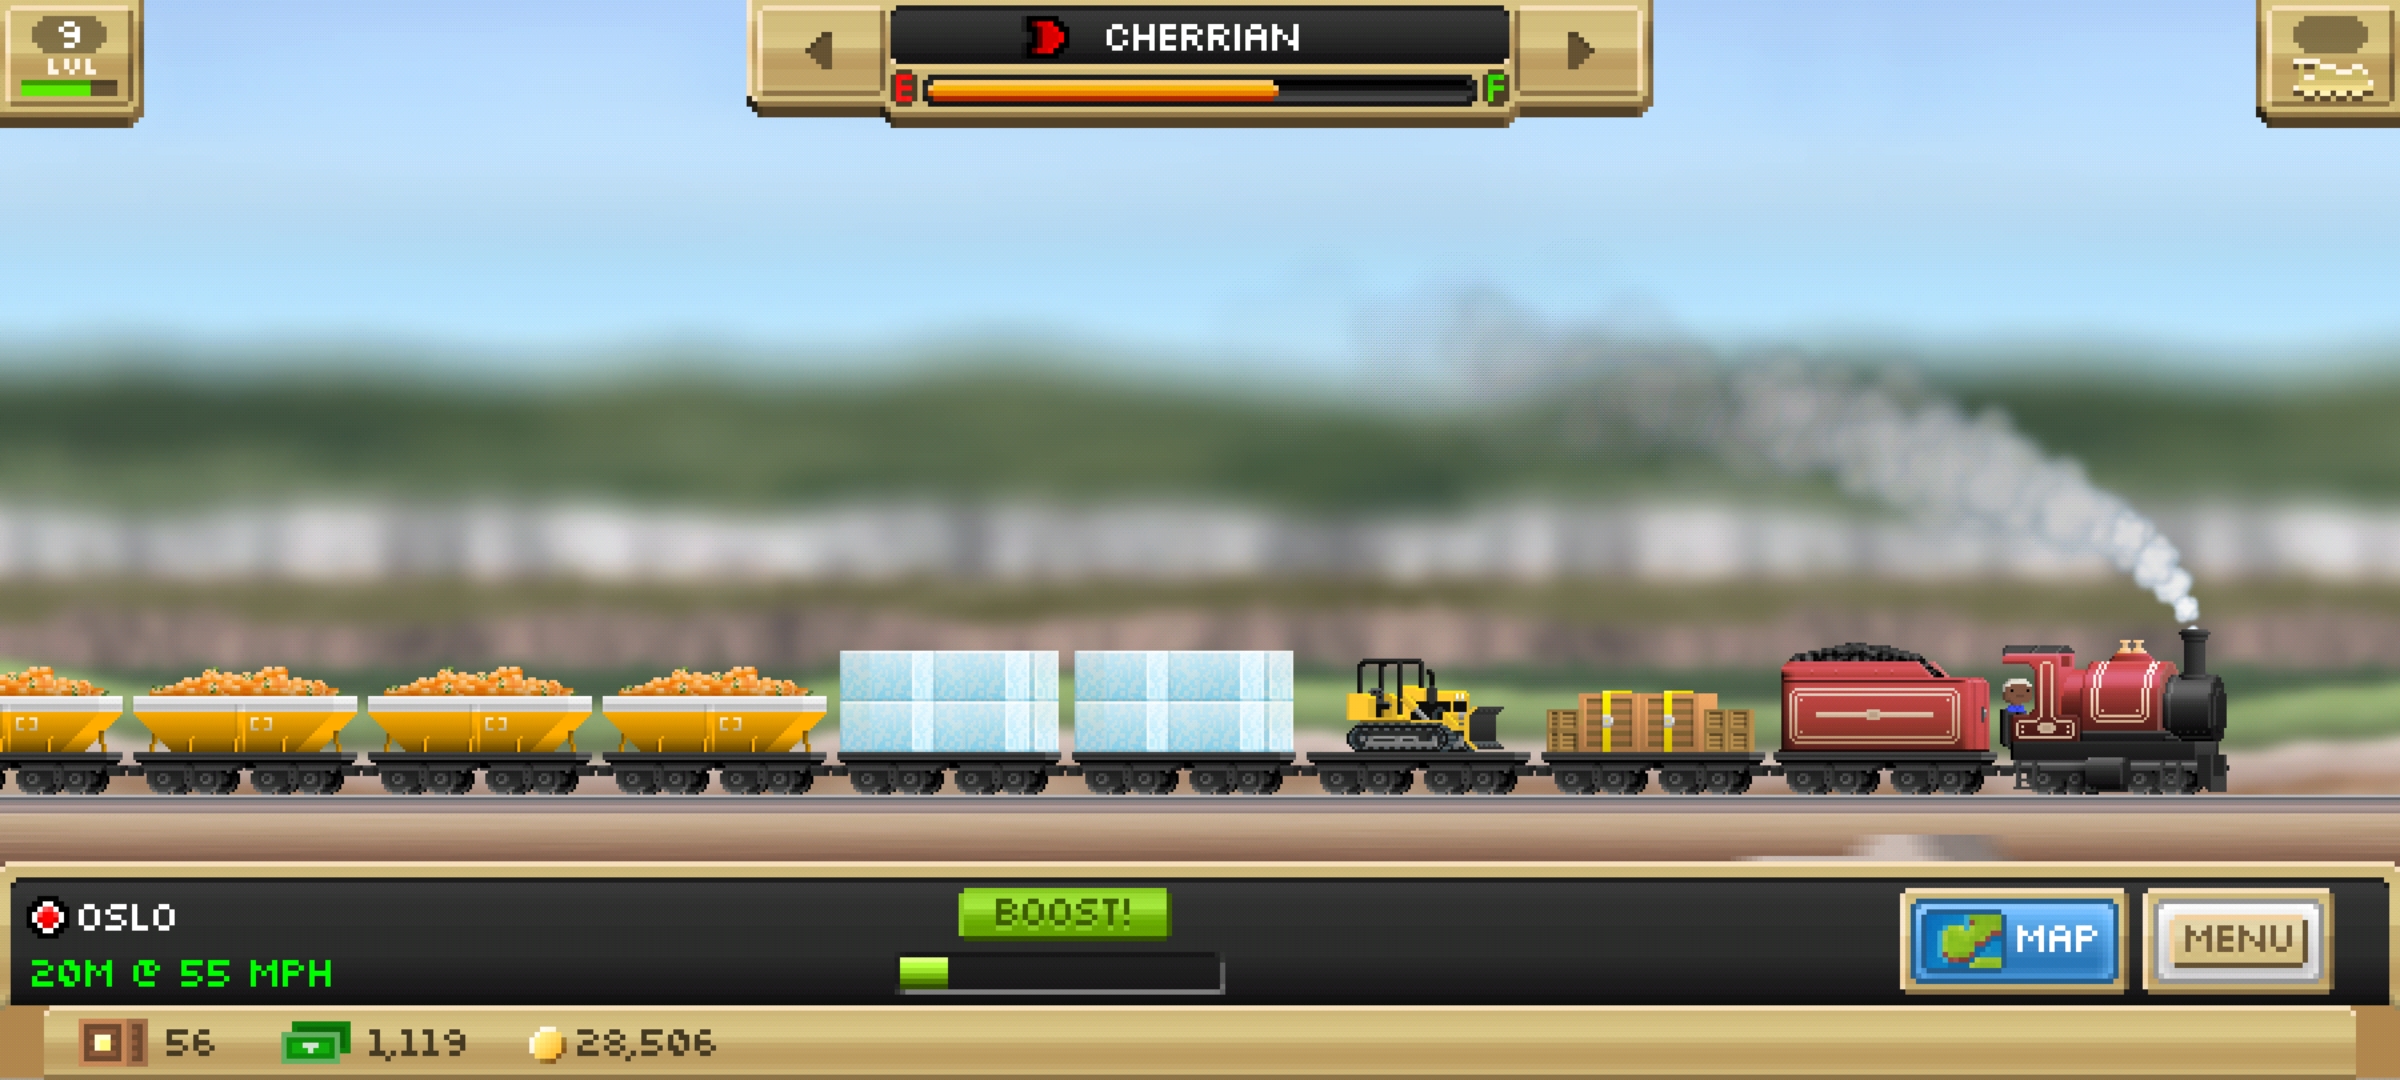 9
LVL
CHERRIAN
E F
OSLO
20M @ 55 MPH
BOOST!
MAP
MENU
56
1,119
28,506